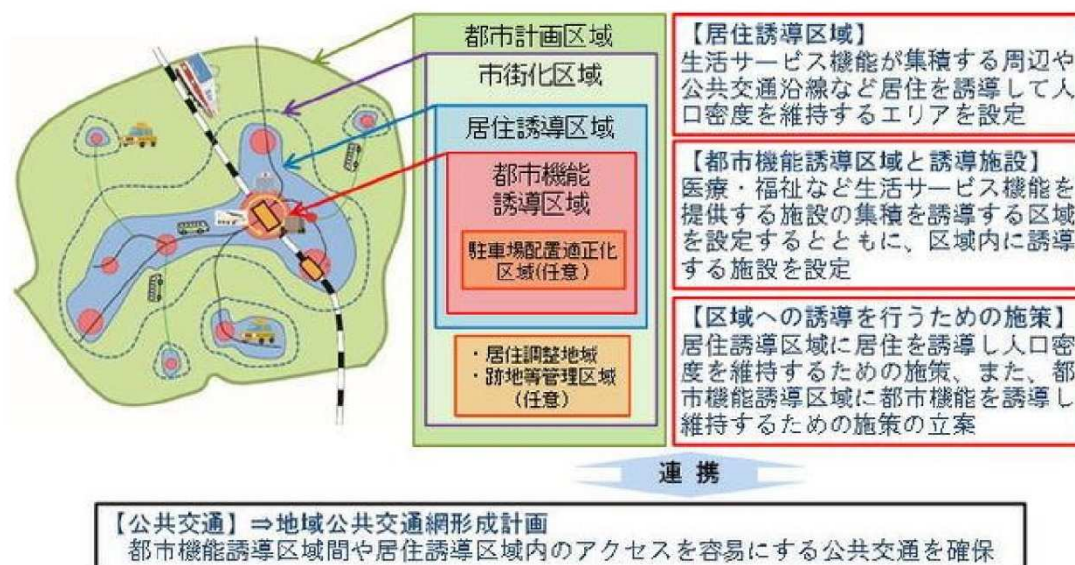 都市計画区域
市街化区域
居住誘導区域
都市機能
誘導区域
駐車場配置適正化
区域(任意)
・居住調整地域
・跡地等管理区域
(任意)
【居住誘導区域】
生活サービス機能が集積する周辺や
公共交通沿線など居住を誘導して人
口密度を維持するエリアを設定
【都市機能誘導区域と誘導施設】
医療・福祉など生活サービス機能を
提供する施設の集積を誘導する区域
を設定するとともに、区域内に誘導
する施設を設定
【区域への誘導を行うための施策】
居住誘導区域に居住を誘導し人口密
度を維持するための施策、また、都
市機能誘導区域に都市機能を誘導し
維持するための施策の立案
連携
【公共交通】⇒地域公共交通網形成計画
都市機能誘導区域間や居住誘導区域内のアクセスを容易にする公共交通を確保